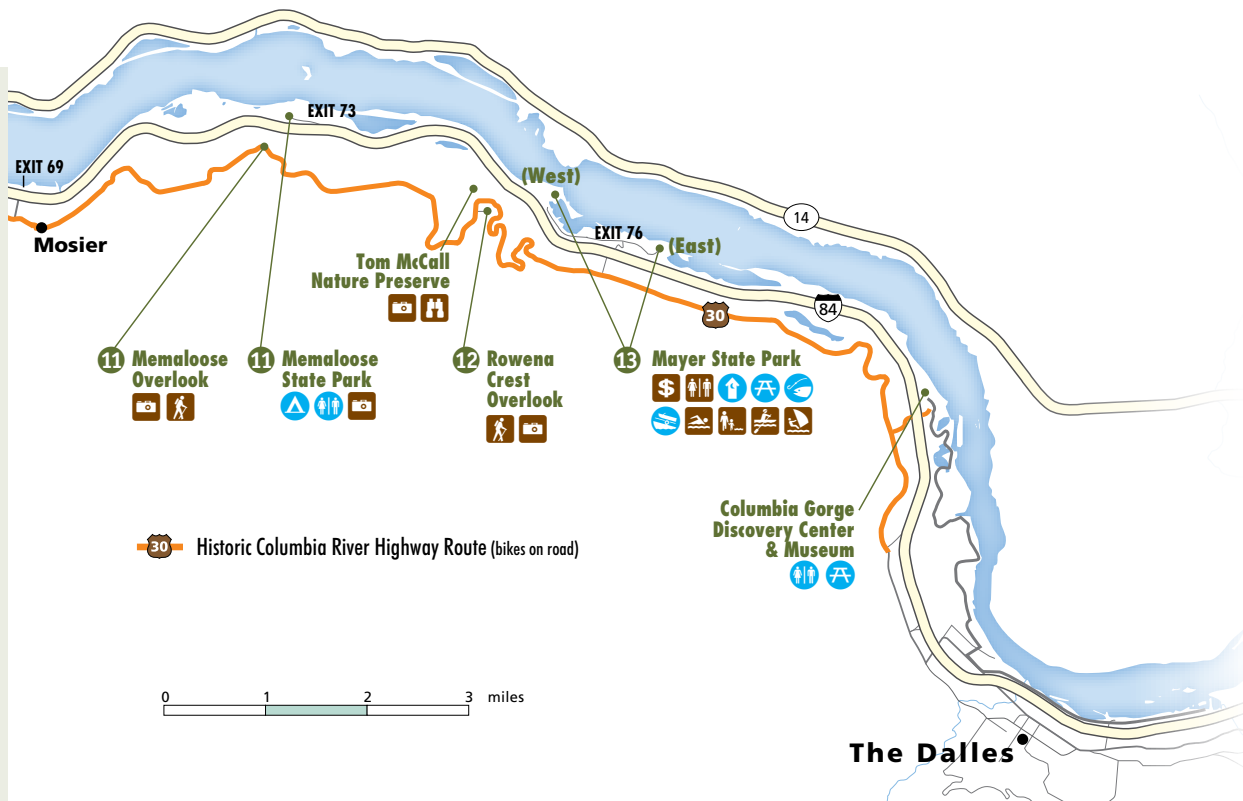 EXIT 73
EXIT 69
(West)
14
EXIT 76
(East)
Mosier
Tom McCall
Nature Preserve
30
84
11 Memaloose
Overlook
11 Memaloose
State Park
12 Rowena
Crest
Overlook
13 Mayer State Park
$
Columbia Gorge
Discovery Center
& Museum
30 Historic Columbia River Highway Route (bikes on road)
0 1 2 3 miles
The Dalles